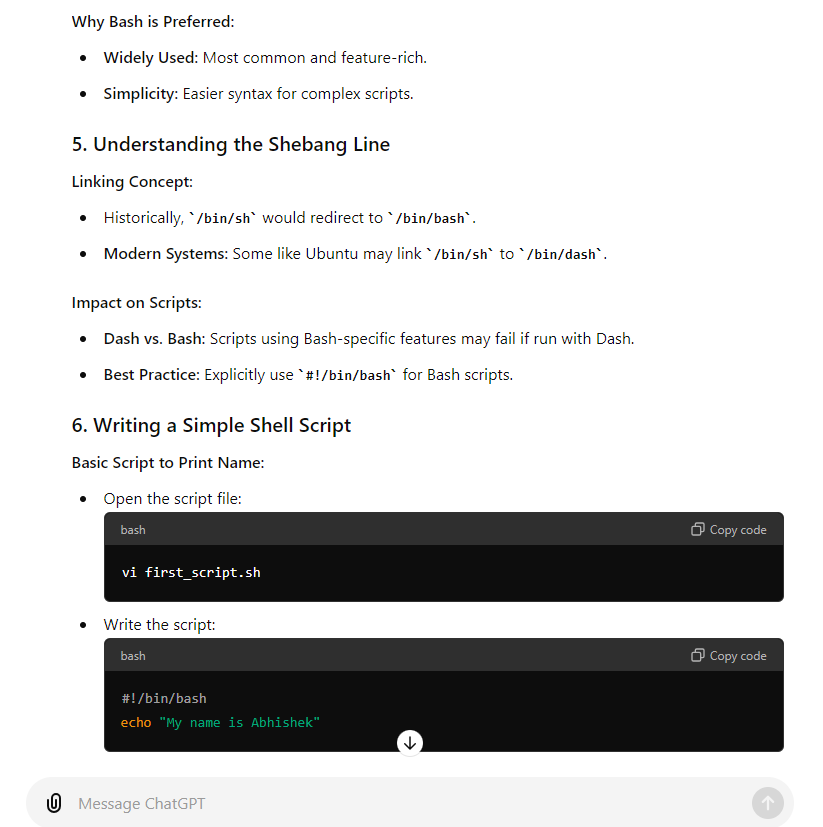 Why Bash is Preferred:
Widely Used: Most common and feature-rich.
Simplicity: Easier syntax for complex scripts.
5. Understanding the Shebang Line
Linking Concept:
Historically, `/bin/sh` would redirect to `/bin/bash`.
Modern Systems: Some like Ubuntu may link `/bin/sh` to `/bin/dash`.
Impact on Scripts:
Dash vs. Bash: Scripts using Bash-specific features may fail if run with Dash.
Best Practice: Explicitly use `#!/bin/bash` for Bash scripts.
6. Writing a Simple Shell Script
Basic Script to Print Name:
Open the script file:
bash Copy code
vi first_script.sh
Write the script:
bash Copy code
#!/bin/bash
echo "My name is Abhishek"
Message ChatGPT